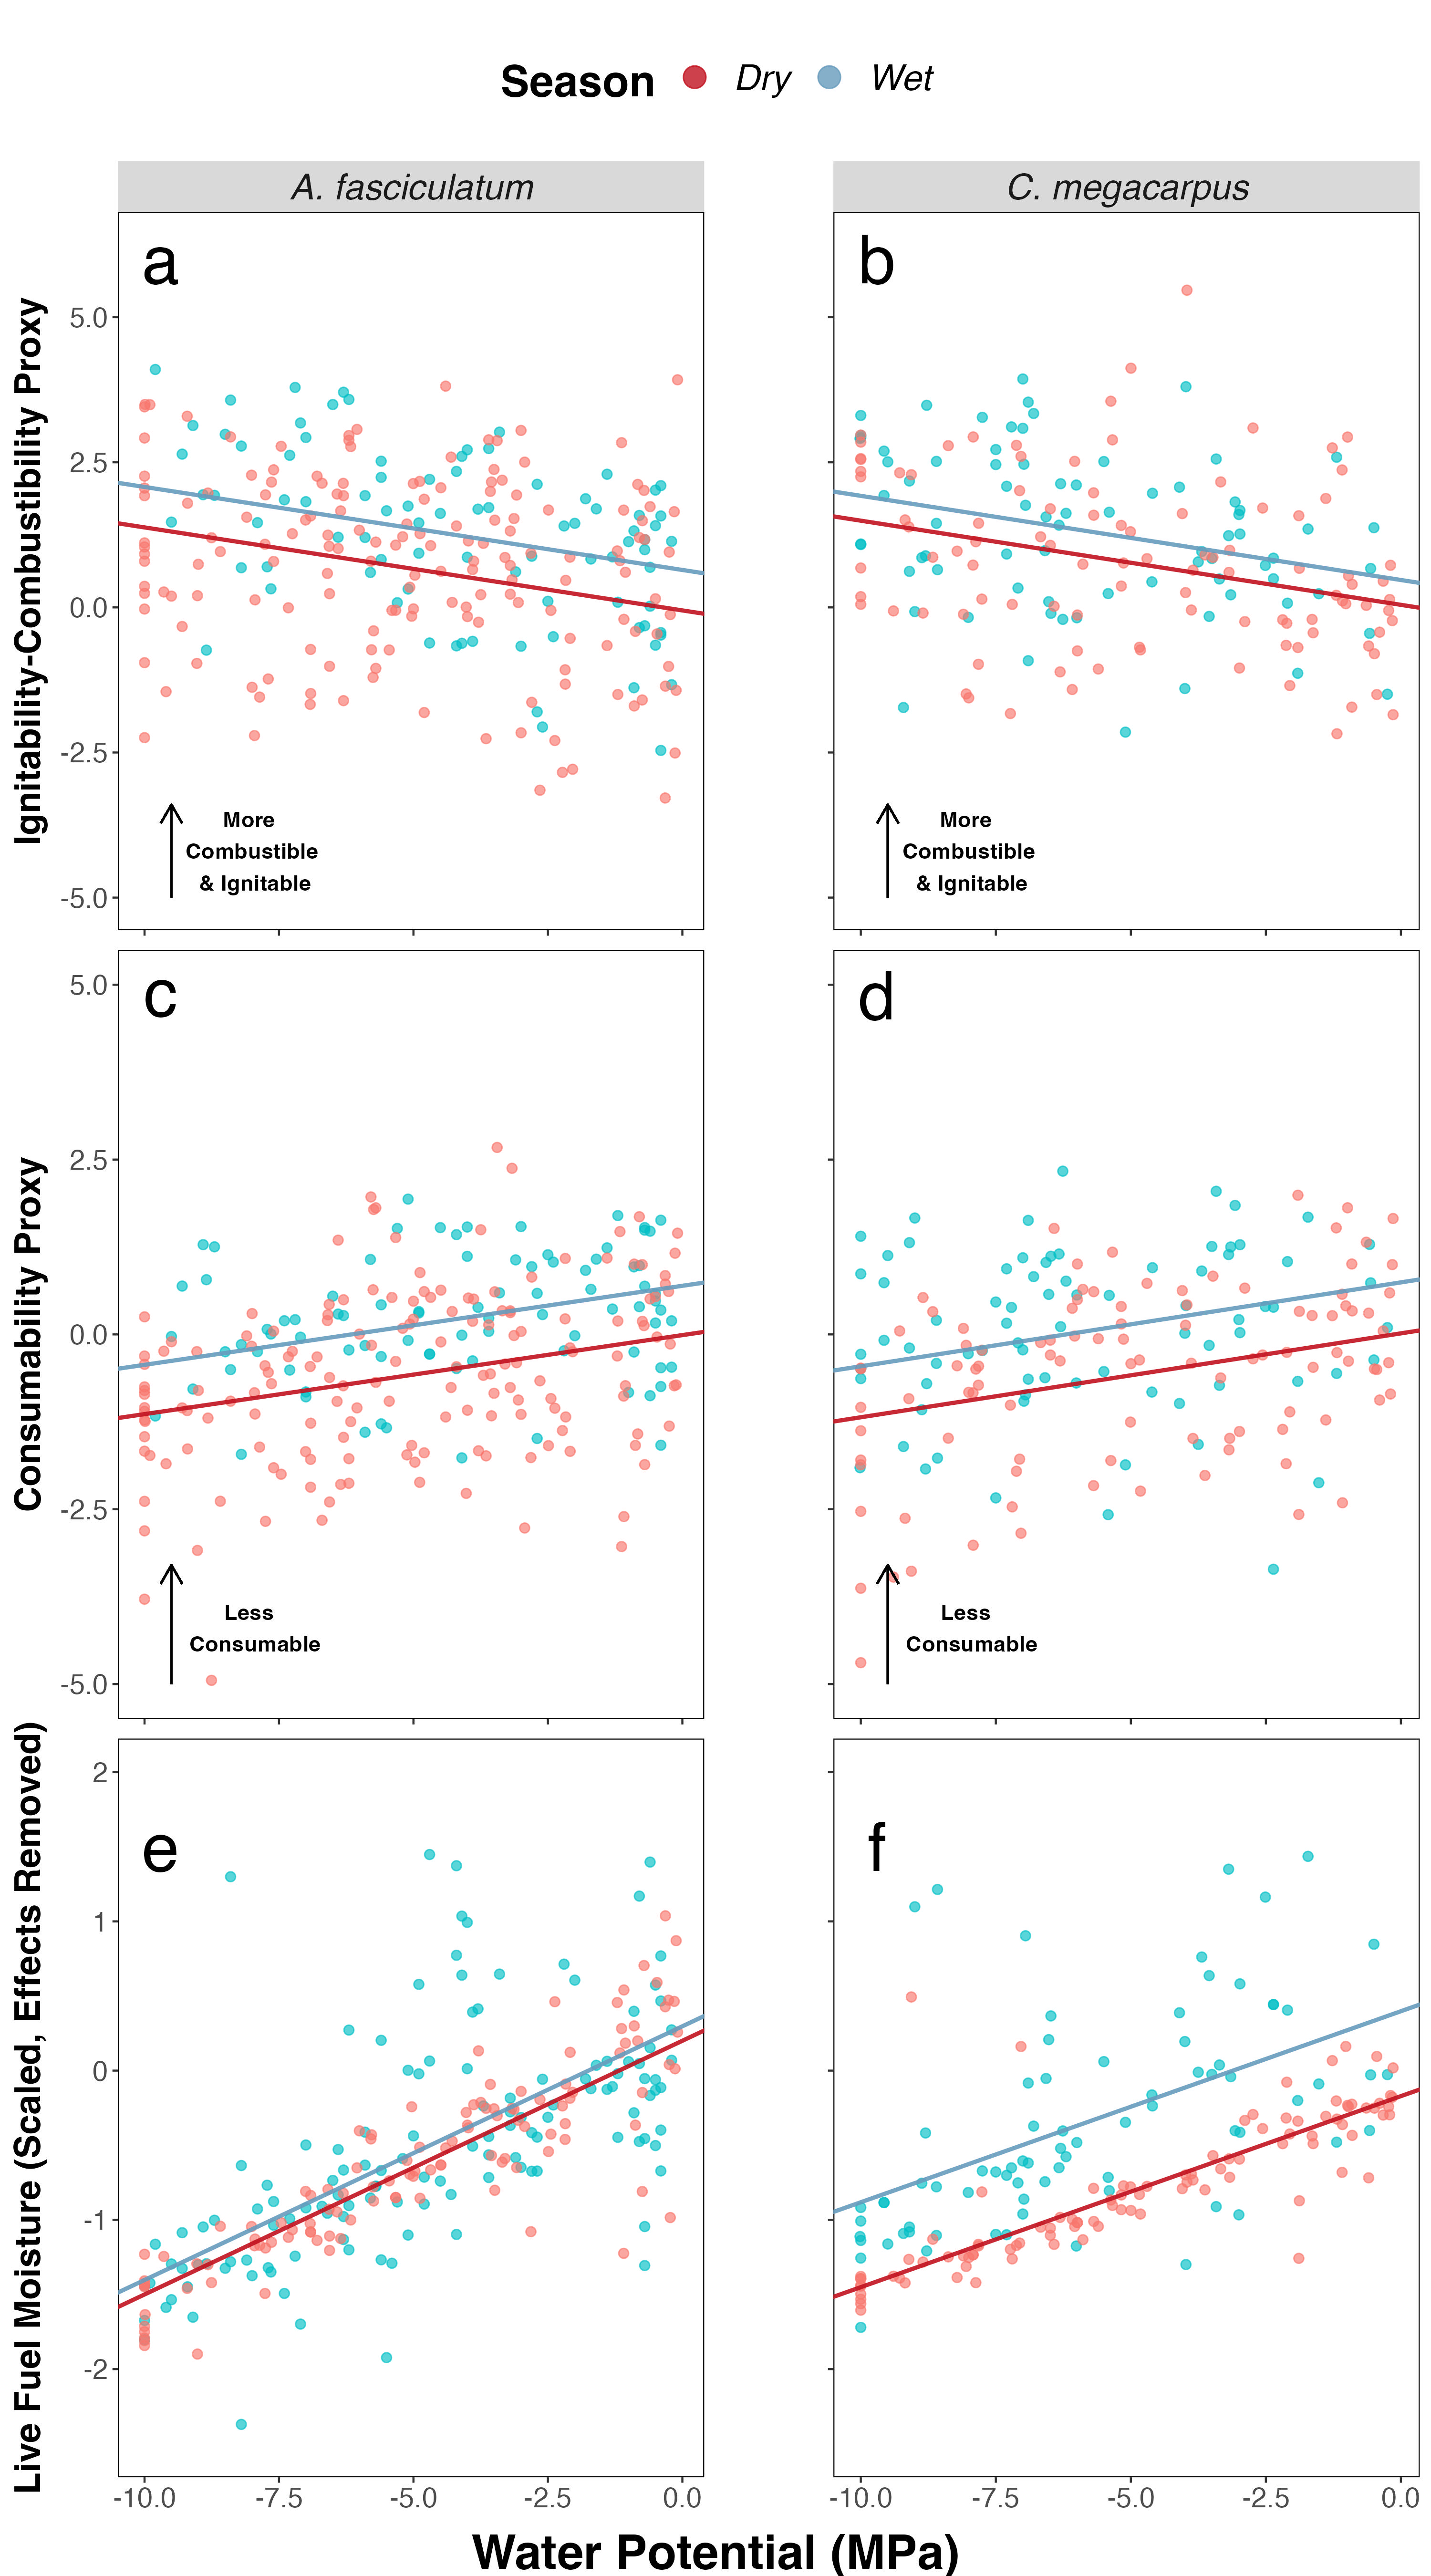 Season Dry Wet
A. fasciculatum
C. megacarpus
Ignitability-Combustibility Proxy
a
5.0
2.5
0.0
-2.5
-5.0
More
Combustible
& Ignitable
b
More
Combustible
& Ignitable
Consumability Proxy
c
5.0
2.5
0.0
-2.5
-5.0
Less
Consumable
d
Less
Consumable
Live Fuel Moisture (Scaled, Effects Removed)
e
2
1
0
-1
-2
f
-10.0 -7.5 -5.0 -2.5 0.0
-10.0 -7.5 -5.0 -2.5 0.0
Water Potential (MPa)